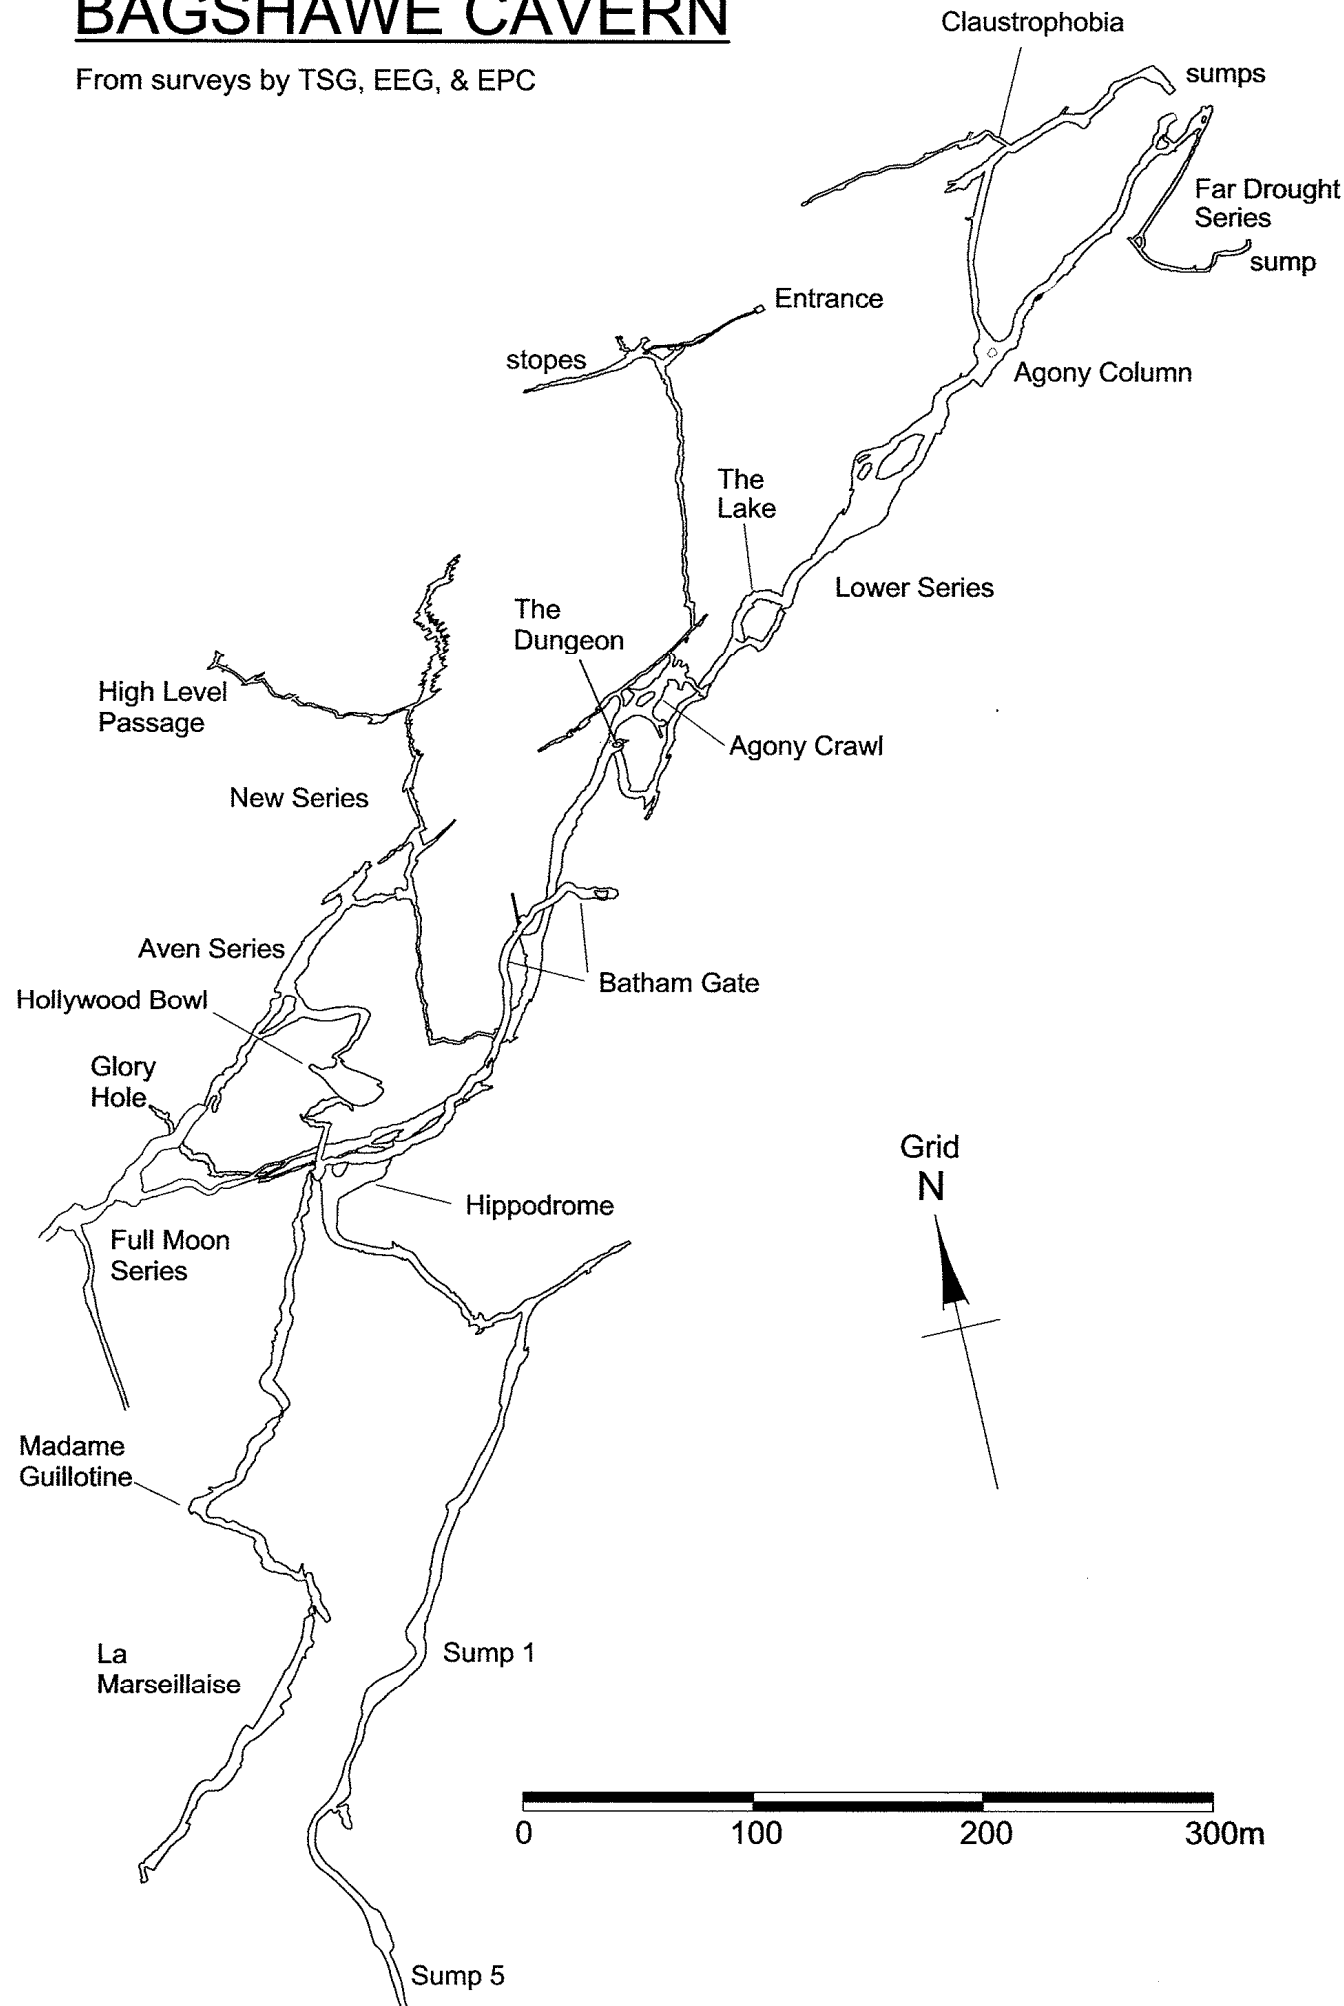 BAGSHAWE CAVERN
From surveys by TSG, EEG, & EPC
Claustrophobia
sumps
Far Drought
Series
sump
Entrance
stopes
Agony Column
The
Lake
Lower Series
The
Dungeon
High Level
Passage
Agony Crawl
New Series
Aven Series
Batham Gate
Hollywood Bowl
Glory
Hole
Grid
N
Hippodrome
Full Moon
Series
Madame
Guillotine
La
Marseillaise
Sump 1
0 100 200 300m
Sump 5